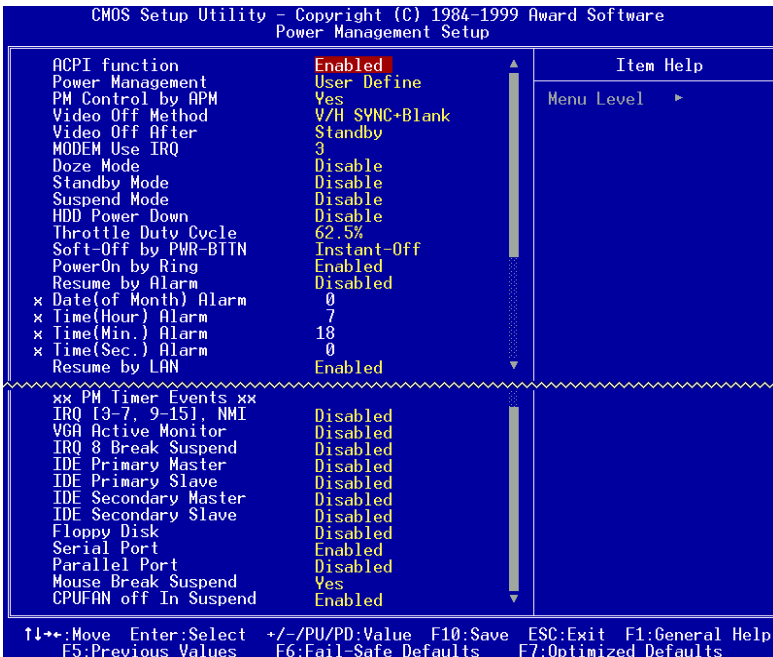 CMOS Setup Utility – Copyright (C) 1984-1999 Award Software
Power Management Setup
ACPI function Enabled
Power Management User Define
PM Control by APM Yes
Video Off Method V/H SYNC+Blank
Video Off After Standby
MODEM Use IRQ 3
Doze Mode Disable
Standby Mode Disable
Suspend Mode Disable
HDD Power Down Disable
Throttle Duty Cycle 62.5%
Soft-Off by PWR-BTTN Instant-Off
PowerOn by Ring Enabled
Resume by Alarm Disabled
x Date(of Month) Alarm 0
x Time(Hour) Alarm 7
x Time(Min.) Alarm 18
x Time(Sec.) Alarm 0
Resume by LAN Enabled
xx PM Timer Events xx
IRQ [3-7, 9-15], NMI Disabled
VGA Active Monitor Disabled
IRQ 8 Break Suspend Disabled
IDE Primary Master Disabled
IDE Primary Slave Disabled
IDE Secondary Master Disabled
IDE Secondary Slave Disabled
Floppy Disk Disabled
Serial Port Enabled
Parallel Port Disabled
Mouse Break Suspend Yes
CPUFAN off In Suspend Enabled
Item Help
Menu Level ►
↑↓→←:Move Enter:Select +/-/PU/PD:Value F10:Save ESC:Exit F1:General Help
F5:Previous Values F6:Fail-Safe Defaults F7:Optimized Defaults